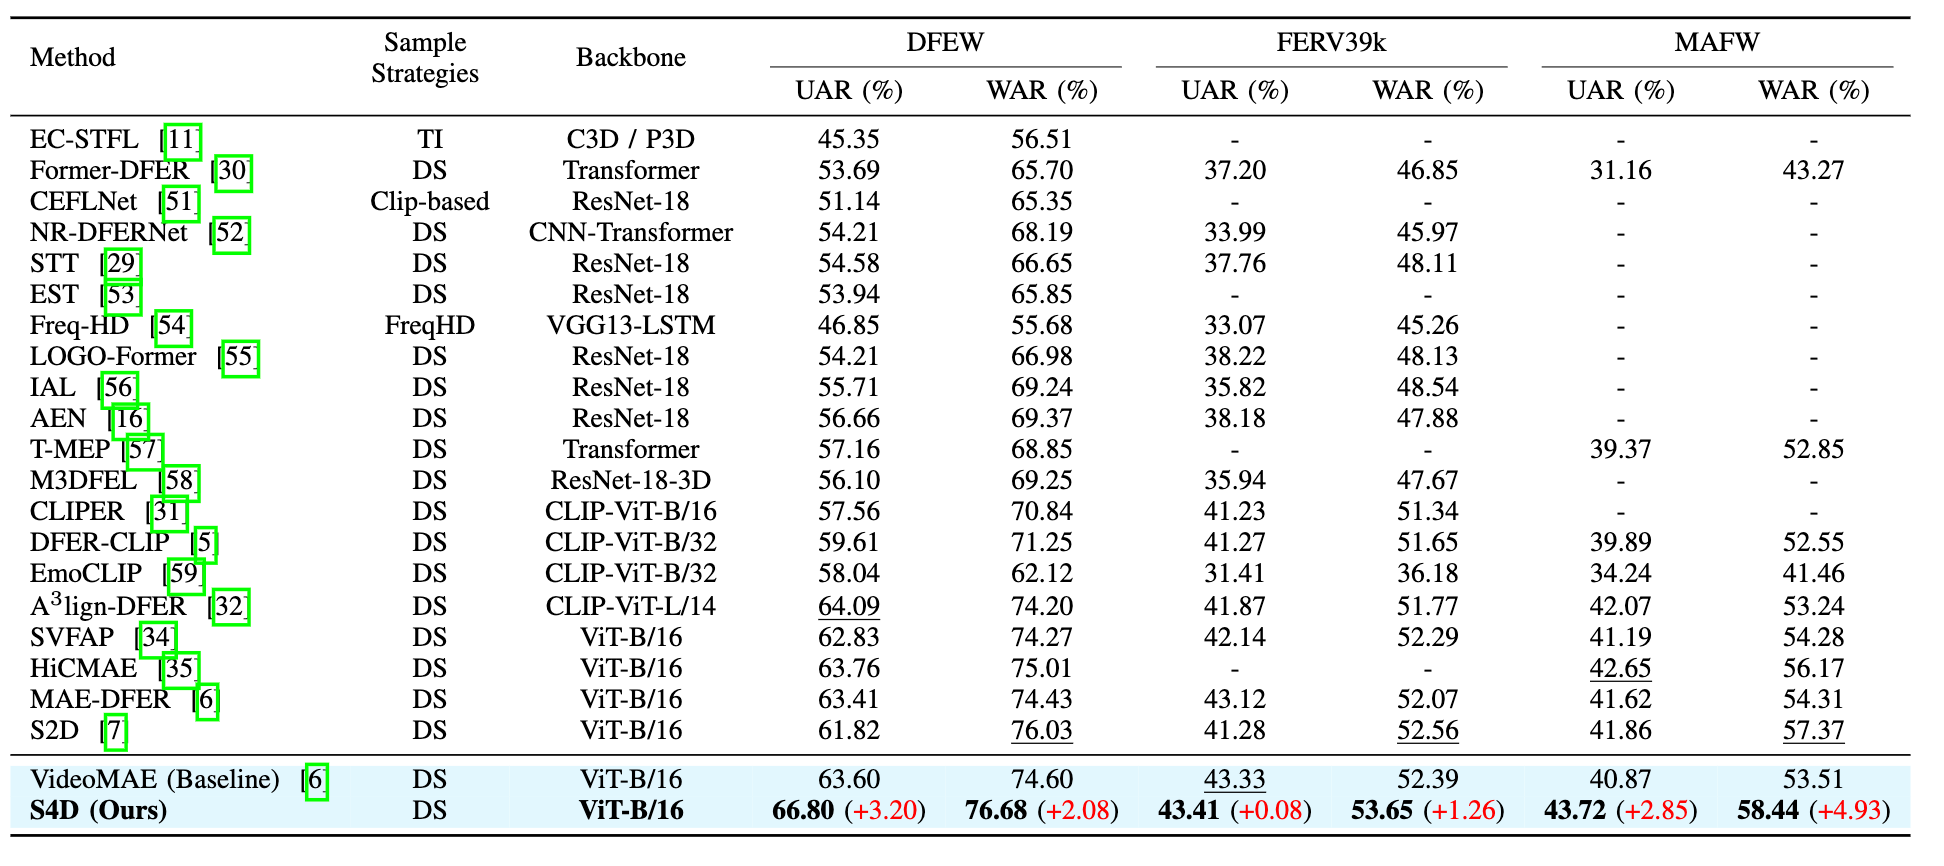 Method Sample Strategies Backbone DFEW FERV39k MAFW
UAR (%) WAR (%) UAR (%) WAR (%) UAR (%) WAR (%)
EC-STFL [11] TI C3D / P3D 45.35 56.51 - - - -
Former-DFER [30] DS Transformer 53.69 65.70 37.20 46.85 31.16 43.27
CEFLNet [51] Clip-based ResNet-18 51.14 65.35 - - - -
NR-DFERNet [52] DS CNN-Transformer 54.21 68.19 33.99 45.97 - -
STT [29] DS ResNet-18 54.58 66.65 37.76 48.11 - -
EST [53] DS ResNet-18 53.94 65.85 - - - -
Freq-HD [54] FreqHD VGG13-LSTM 46.85 55.68 33.07 45.26 - -
LOGO-Former [55] DS ResNet-18 54.21 66.98 38.22 48.13 - -
IAL [56] DS ResNet-18 55.71 69.24 35.82 48.54 - -
AEN [16] DS ResNet-18 56.66 69.37 38.18 47.88 - -
T-MEP [57] DS Transformer 57.16 68.85 - - 39.37 52.85
M3DFEL [58] DS ResNet-18-3D 56.10 69.25 35.94 47.67 - -
CLIPER [31] DS CLIP-ViT-B/16 57.56 70.84 41.23 51.34 - -
DFER-CLIP [5] DS CLIP-ViT-B/32 59.61 71.25 41.27 51.65 39.89 52.55
EmoCLIP [59] DS CLIP-ViT-B/32 58.04 62.12 31.41 36.18 34.24 41.46
A³lign-DFER [32] DS CLIP-ViT-L/14 64.09 74.20 41.87 51.77 42.07 53.24
SVFAP [34] DS ViT-B/16 62.83 74.27 42.14 52.29 41.19 54.28
HiCMAE [35] DS ViT-B/16 63.76 75.01 - - 42.65 56.17
MAE-DFER [6] DS ViT-B/16 63.41 74.43 43.12 52.07 41.62 54.31
S2D [7] DS ViT-B/16 61.82 76.03 41.28 52.56 41.86 57.37
VideoMAE (Baseline) [6] DS ViT-B/16 63.60 74.60 43.33 52.39 40.87 53.51
S4D (Ours) DS ViT-B/16 66.80 (+3.20) 76.68 (+2.08) 43.41 (+0.08) 53.65 (+1.26) 43.72 (+2.85) 58.44 (+4.93)